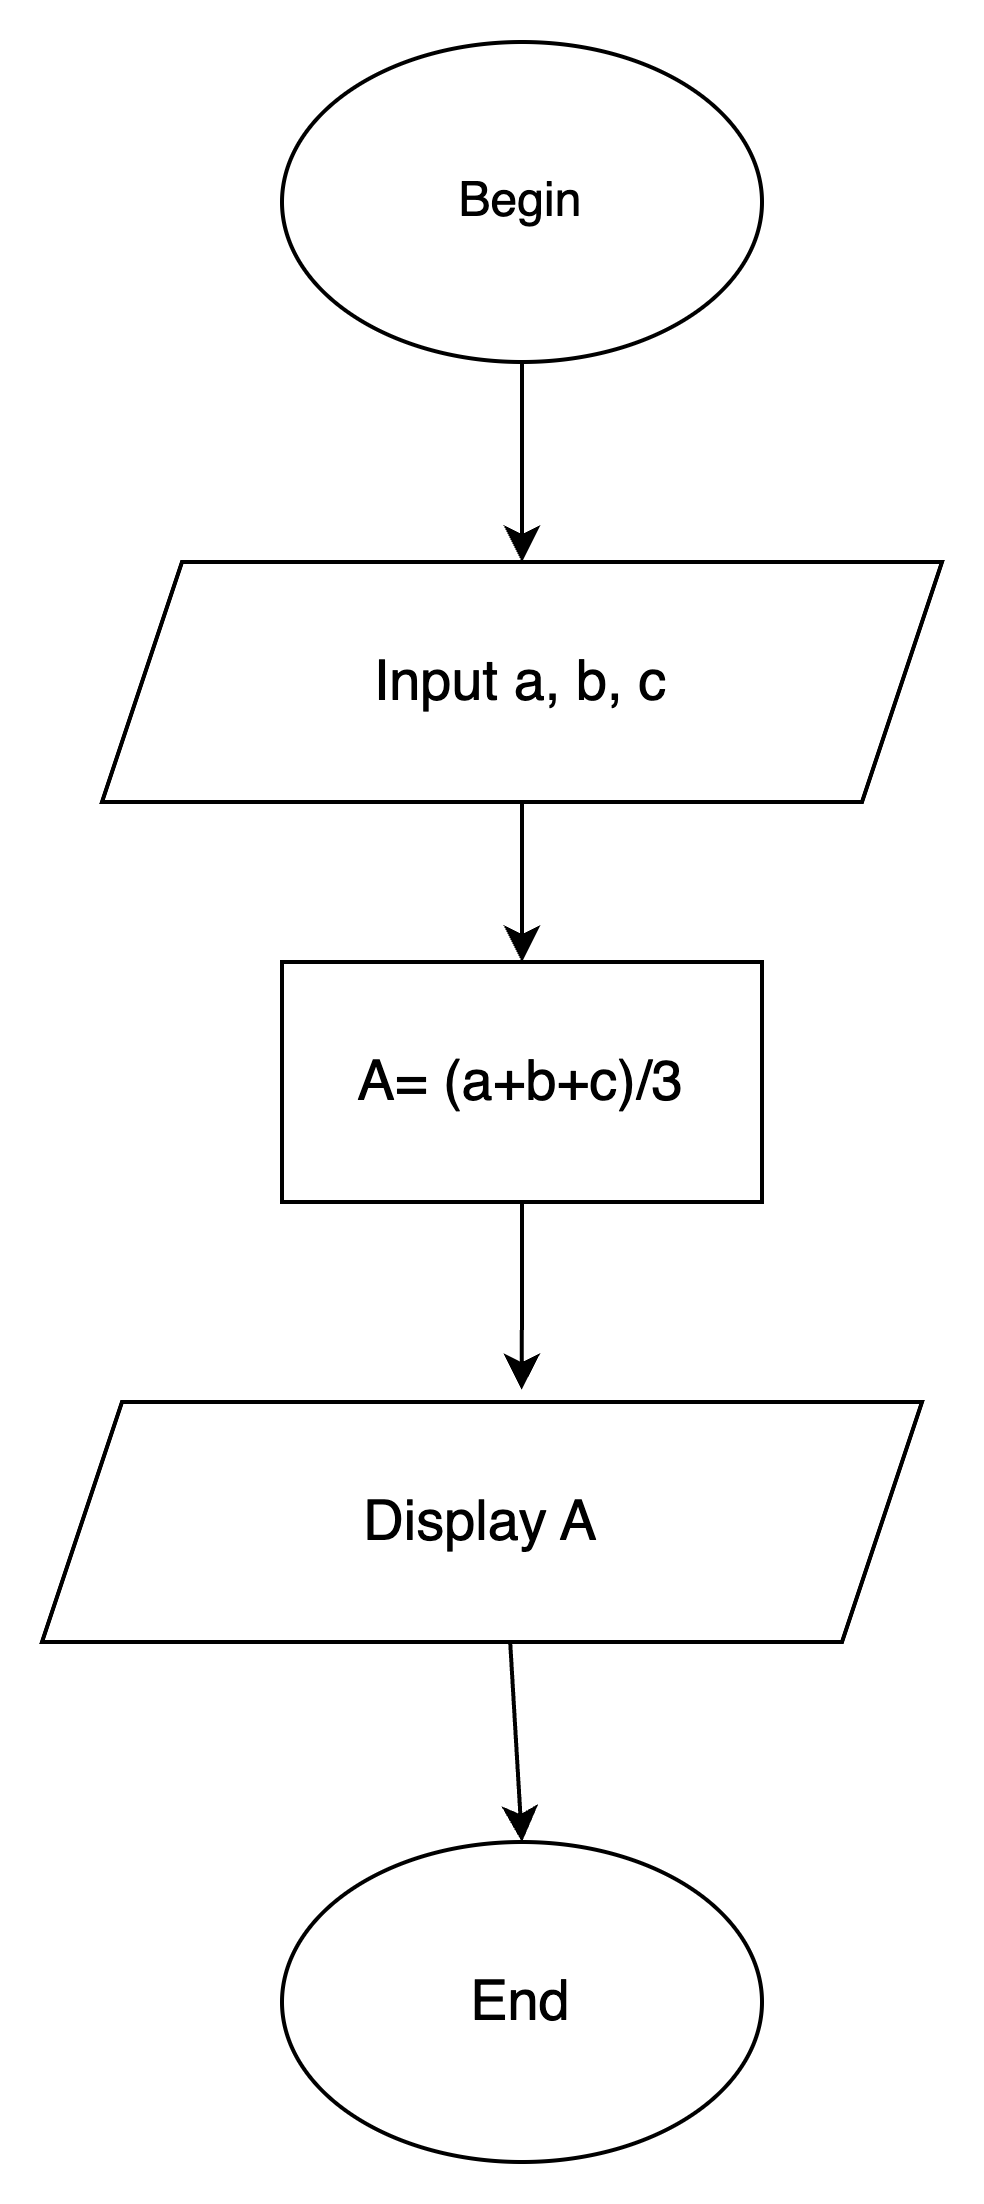 Begin
Input a, b, c
A= (a+b+c)/3
Display A
End